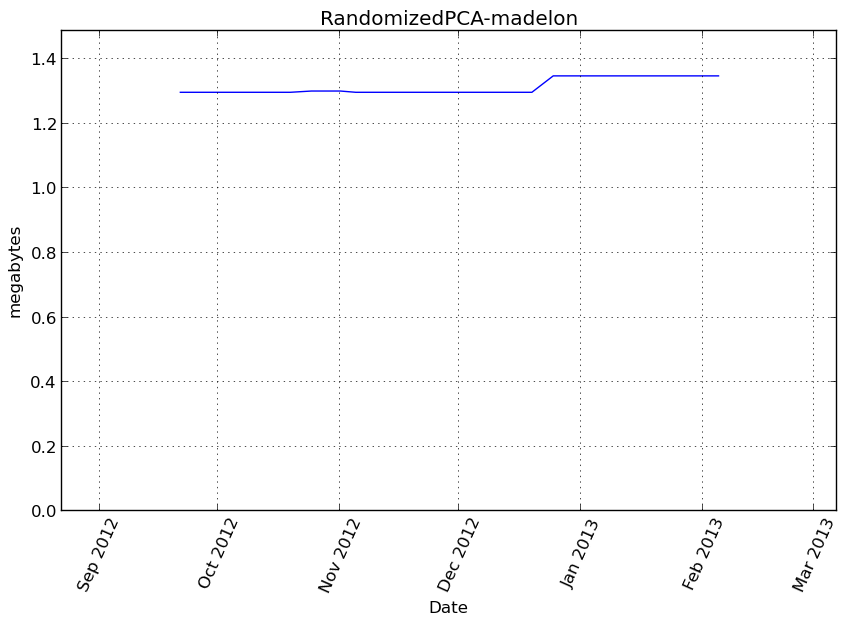 RandomizedPCA-madelon
1.4
1.2
1.0
0.8
0.6
0.4
0.2
0.0
megabytes
Sep 2012
Oct 2012
Nov 2012
Dec 2012
Jan 2013
Feb 2013
Mar 2013
Date